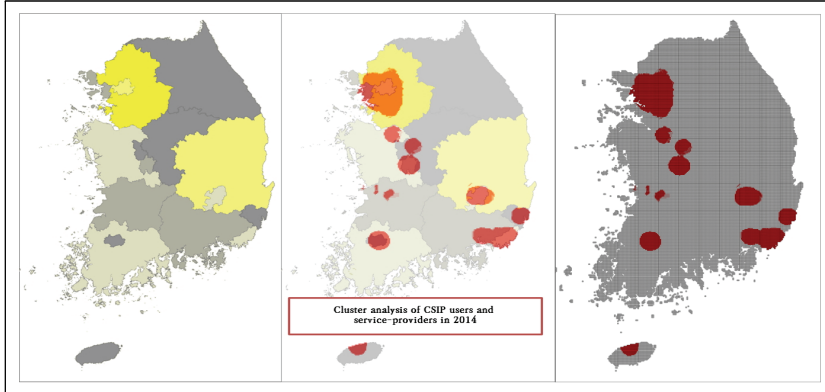 Cluster analysis of CSIP users and
service-providers in 2014